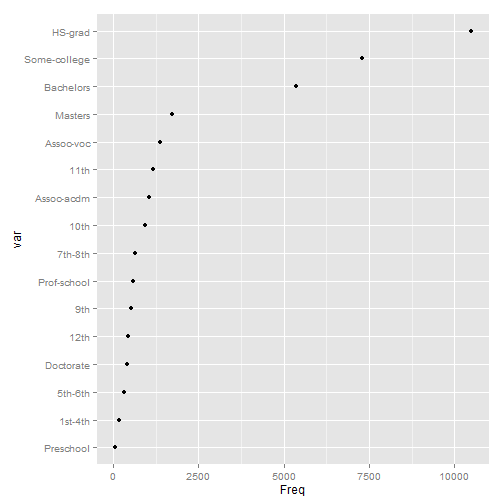 HS-grad
Some-college
Bachelors
Masters
Assoc-voc
11th
Assoc-acdm
10th
7th-8th
Prof-school
9th
12th
Doctorate
5th-6th
1st-4th
Preschool
var
0 2500 5000 7500 10000
Freq